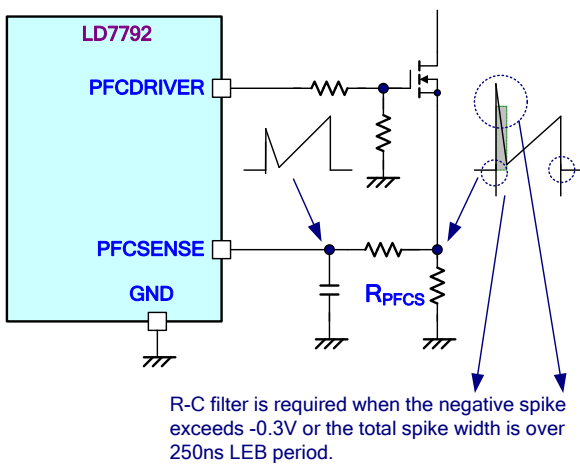 LD7792
PFCDRIVER
PFCSENSE
GND
RPFCS
R-C filter is required when the negative spike
exceeds -0.3V or the total spike width is over
250ns LEB period.